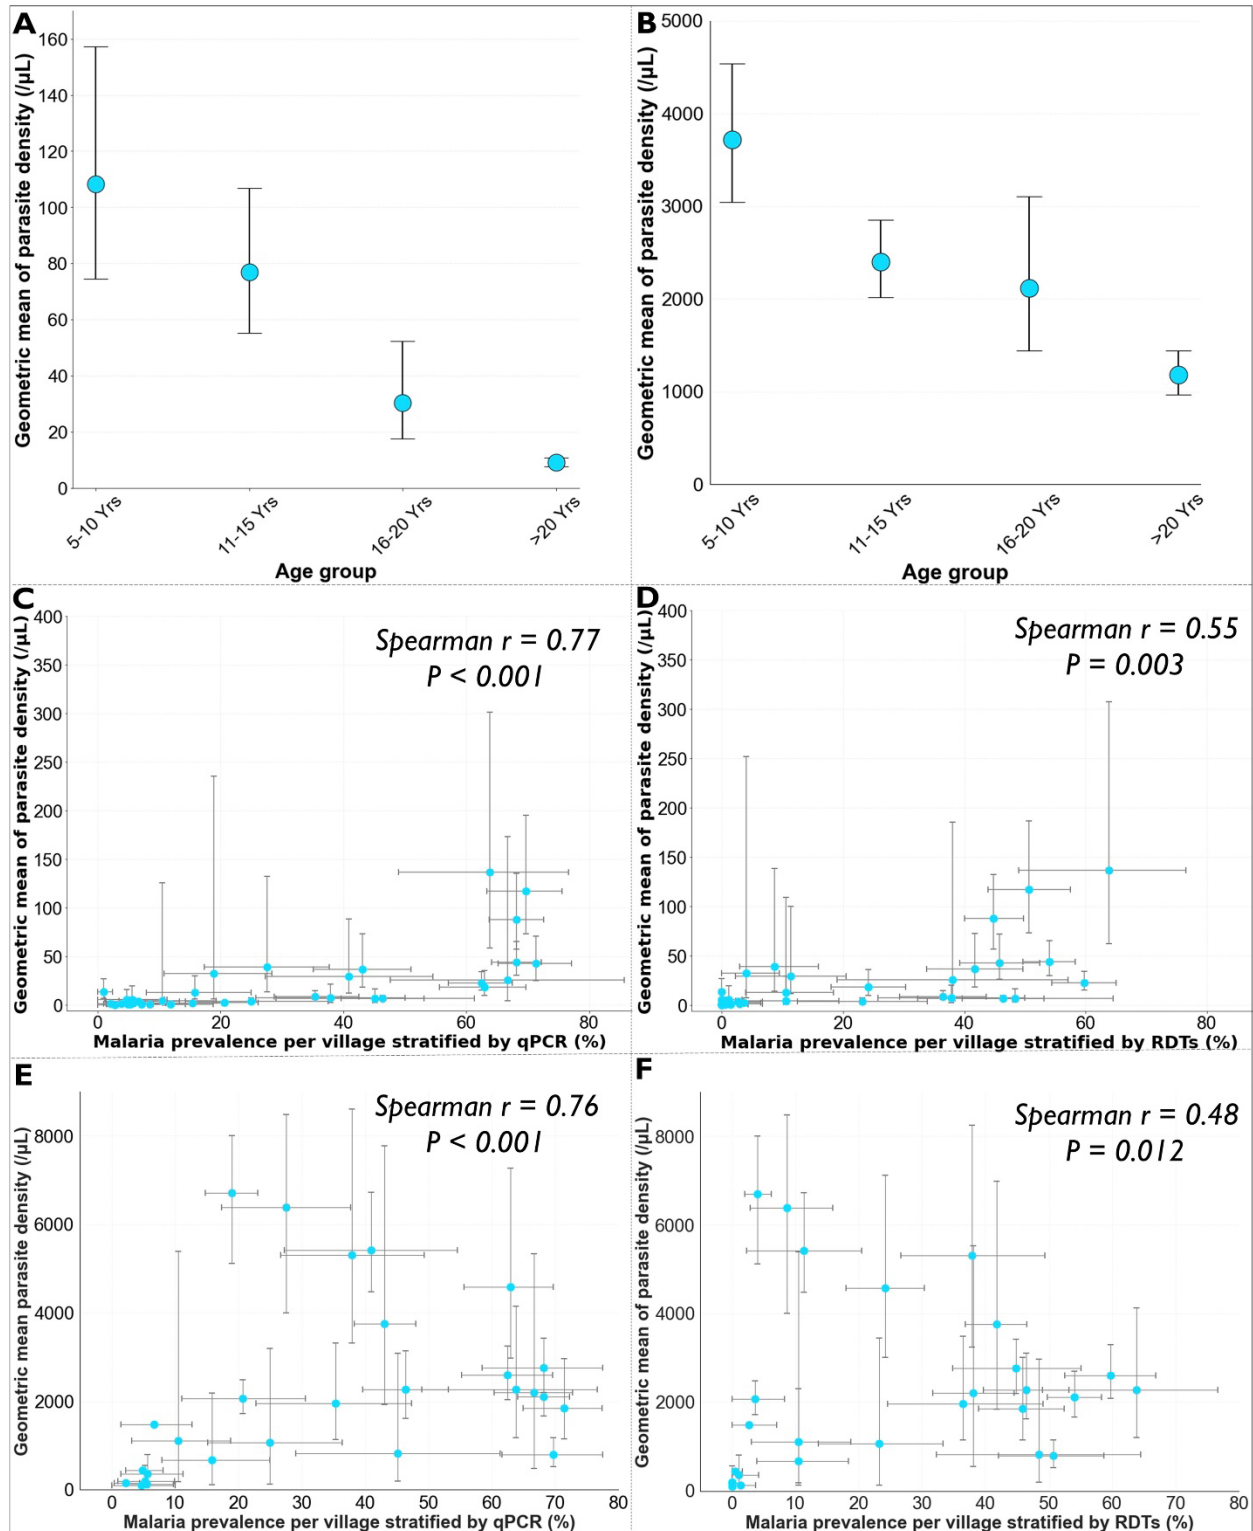 A
Geometric mean of parasite density (/μL)
160
140
120
100
80
60
40
20
0
5-10 Yrs
11-15 Yrs
16-20 Yrs
>20 Yrs
Age group
B
Geometric mean of parasite density (/μL)
5000
4000
3000
2000
1000
0
5-10 Yrs
11-15 Yrs
16-20 Yrs
>20 Yrs
Age group
C
Geometric mean of parasite density (/μL)
400
350
300
250
200
150
100
50
0
Spearman r = 0.77
P < 0.001
0 20 40 60 80
Malaria prevalence per village stratified by qPCR (%)
D
Geometric mean of parasite density (/μL)
400
350
300
250
200
150
100
50
0
Spearman r = 0.55
P = 0.003
0 20 40 60 80
Malaria prevalence per village stratified by RDTs (%)
E
Geometric mean parasite density (/μL)
8000
6000
4000
2000
0
Spearman r = 0.76
P < 0.001
0 10 20 30 40 50 60 70 80
Malaria prevalence per village stratified by qPCR (%)
F
Geometric mean of parasite density (/μL)
8000
6000
4000
2000
0
Spearman r = 0.48
P = 0.012
0 10 20 30 40 50 60 70 80
Malaria prevalence per village stratified by RDTs (%)